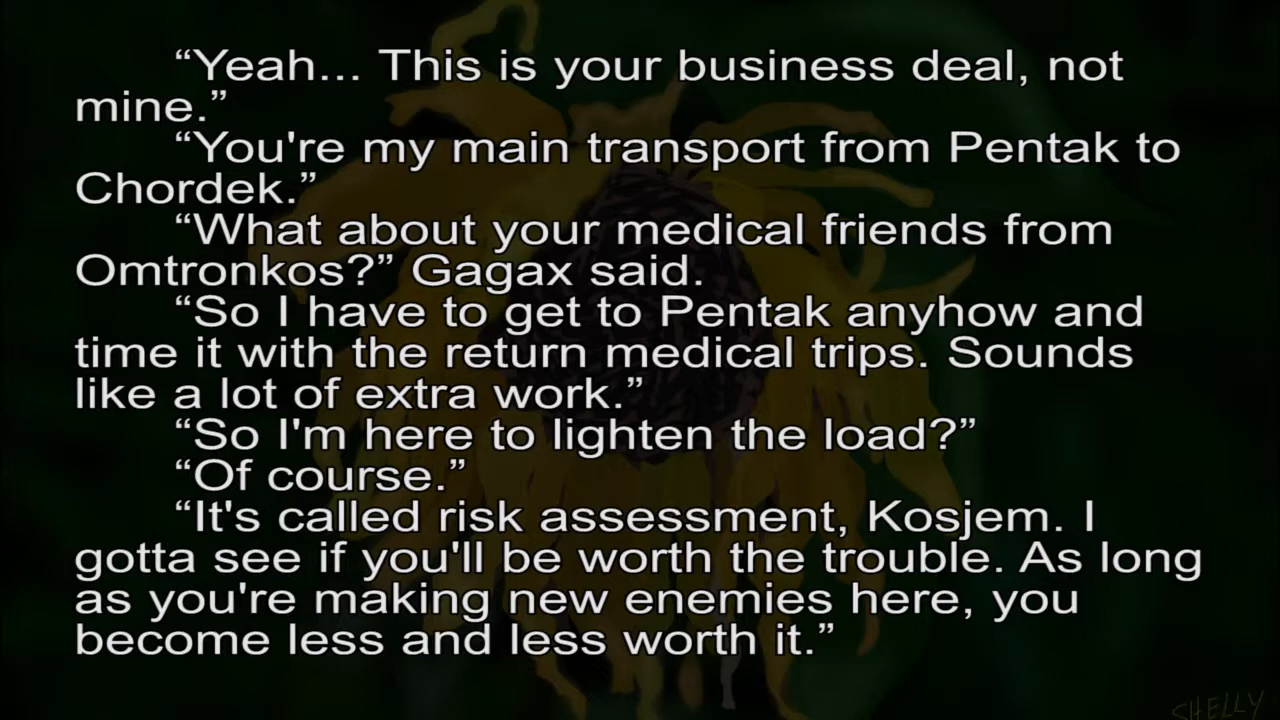 “Yeah... This is your business deal, not
mine.”
“You're my main transport from Pentak to
Chordek.”
“What about your medical friends from
Omtronkos?” Gagax said.
“So I have to get to Pentak anyhow and
time it with the return medical trips. Sounds
like a lot of extra work.”
“So I'm here to lighten the load?”
“Of course.”
“It's called risk assessment, Kosjem. I
gotta see if you'll be worth the trouble. As long
as you're making new enemies here, you
become less and less worth it.”
SHELLY